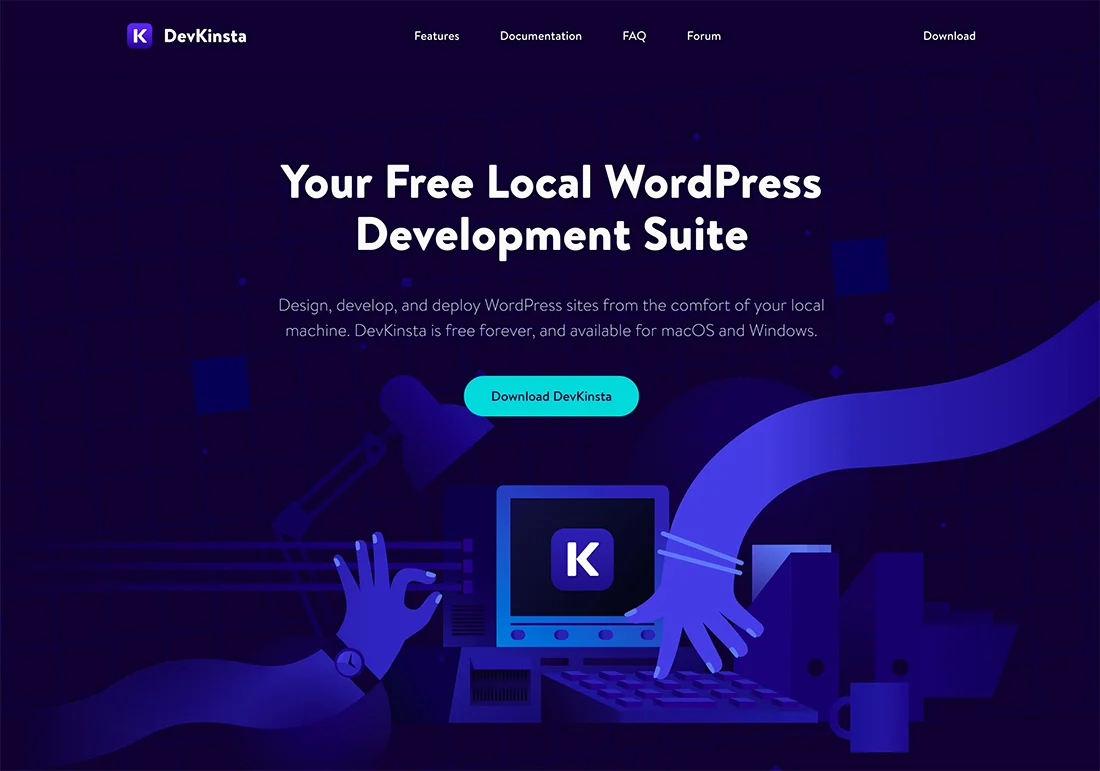 K DevKinsta
Features Documentation FAQ Forum
Download
Your Free Local WordPress
Development Suite
Design, develop, and deploy WordPress sites from the comfort of your local
machine. DevKinsta is free forever, and available for macOS and Windows.
Download DevKinsta
K